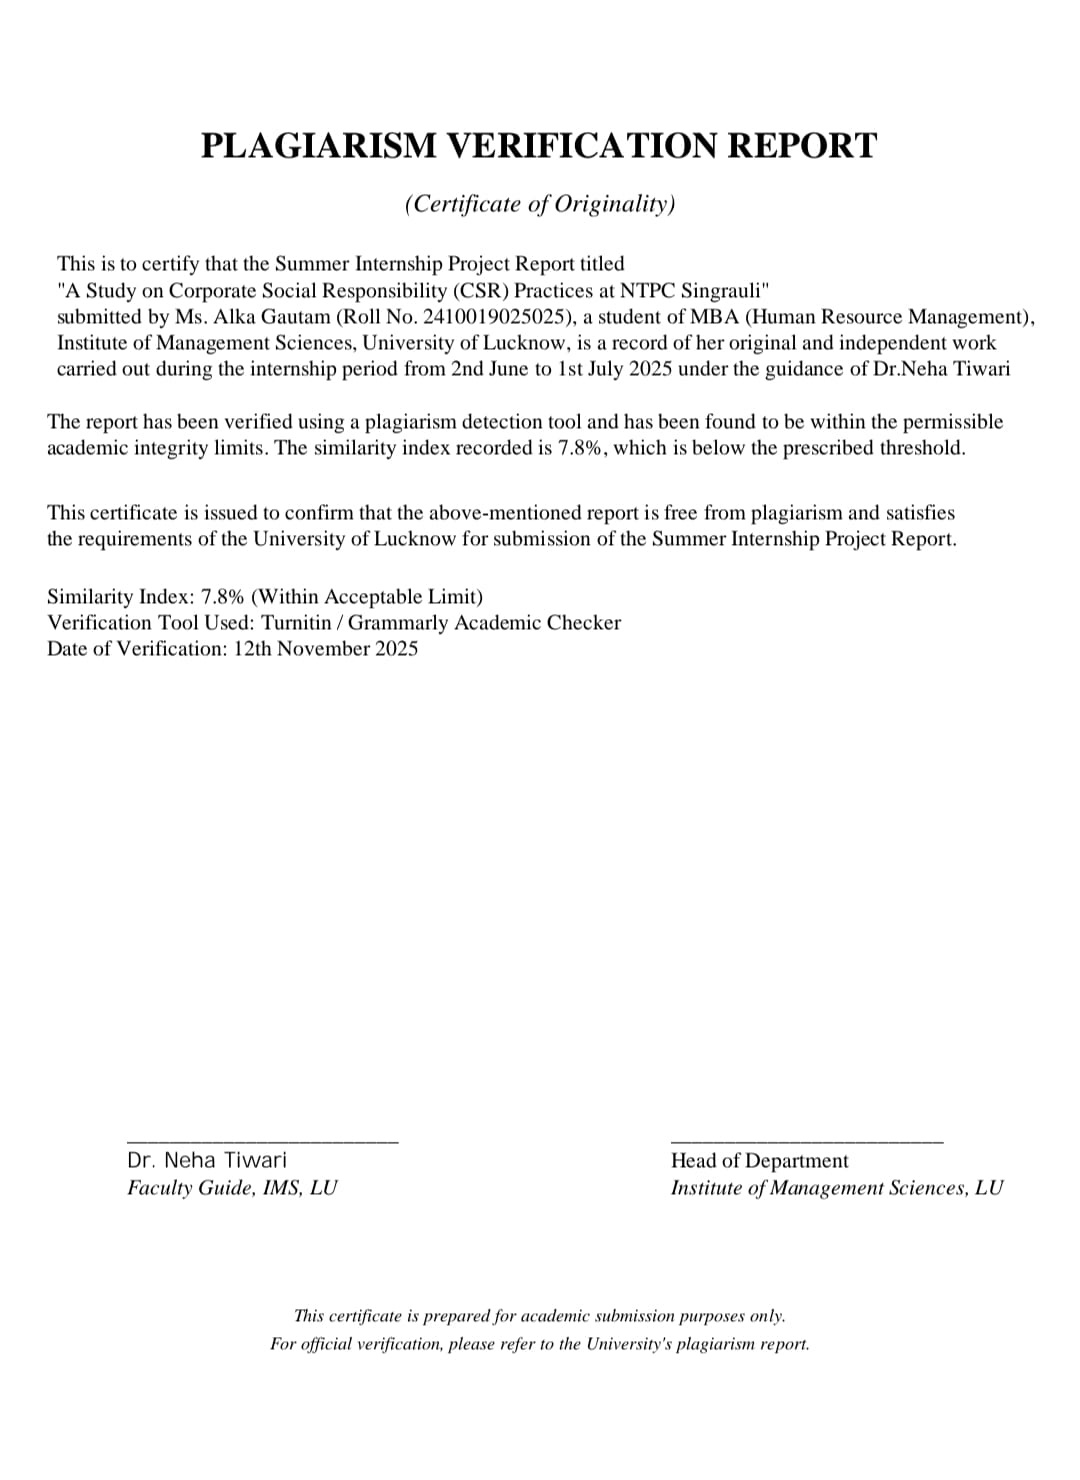 PLAGIARISM VERIFICATION REPORT
(Certificate of Originality)
This is to certify that the Summer Internship Project Report titled
"A Study on Corporate Social Responsibility (CSR) Practices at NTPC Singrauli"
submitted by Ms. Alka Gautam (Roll No. 2410019025025), a student of MBA (Human Resource Management),
Institute of Management Sciences, University of Lucknow, is a record of her original and independent work
carried out during the internship period from 2nd June to 1st July 2025 under the guidance of Dr.Neha Tiwari
The report has been verified using a plagiarism detection tool and has been found to be within the permissible
academic integrity limits. The similarity index recorded is 7.8%, which is below the prescribed threshold.
This certificate is issued to confirm that the above-mentioned report is free from plagiarism and satisfies
the requirements of the University of Lucknow for submission of the Summer Internship Project Report.
Similarity Index: 7.8% (Within Acceptable Limit)
Verification Tool Used: Turnitin / Grammarly Academic Checker
Date of Verification: 12th November 2025
Dr. Neha Tiwari
Faculty Guide, IMS, LU
Head of Department
Institute of Management Sciences, LU
This certificate is prepared for academic submission purposes only.
For official verification, please refer to the University's plagiarism report.